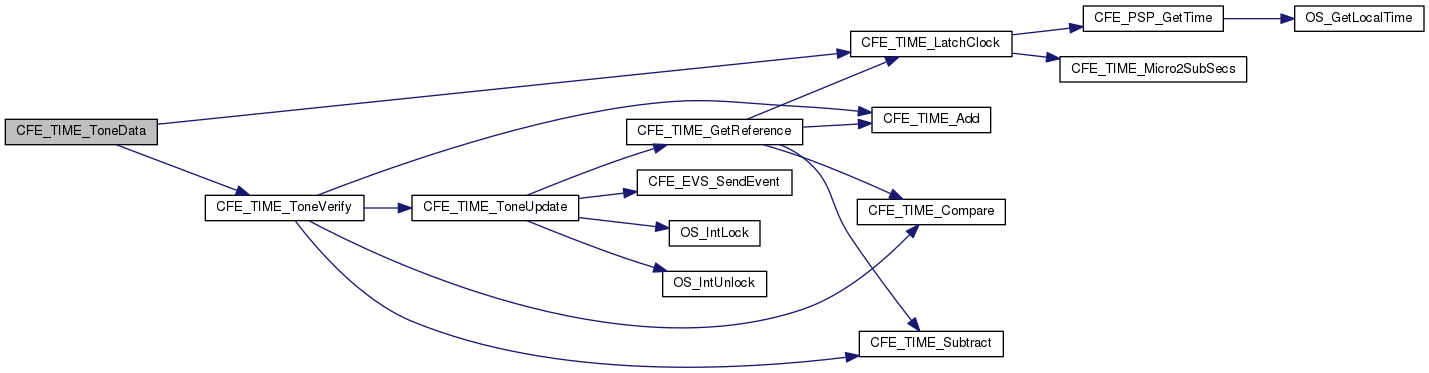 CFE_TIME_ToneData
CFE_TIME_ToneVerify
CFE_TIME_ToneUpdate
CFE_TIME_GetReference
CFE_EVS_SendEvent
OS_IntLock
OS_IntUnlock
CFE_TIME_LatchClock
CFE_TIME_Add
CFE_TIME_Compare
CFE_TIME_Subtract
CFE_PSP_GetTime
CFE_TIME_Micro2SubSecs
OS_GetLocalTime